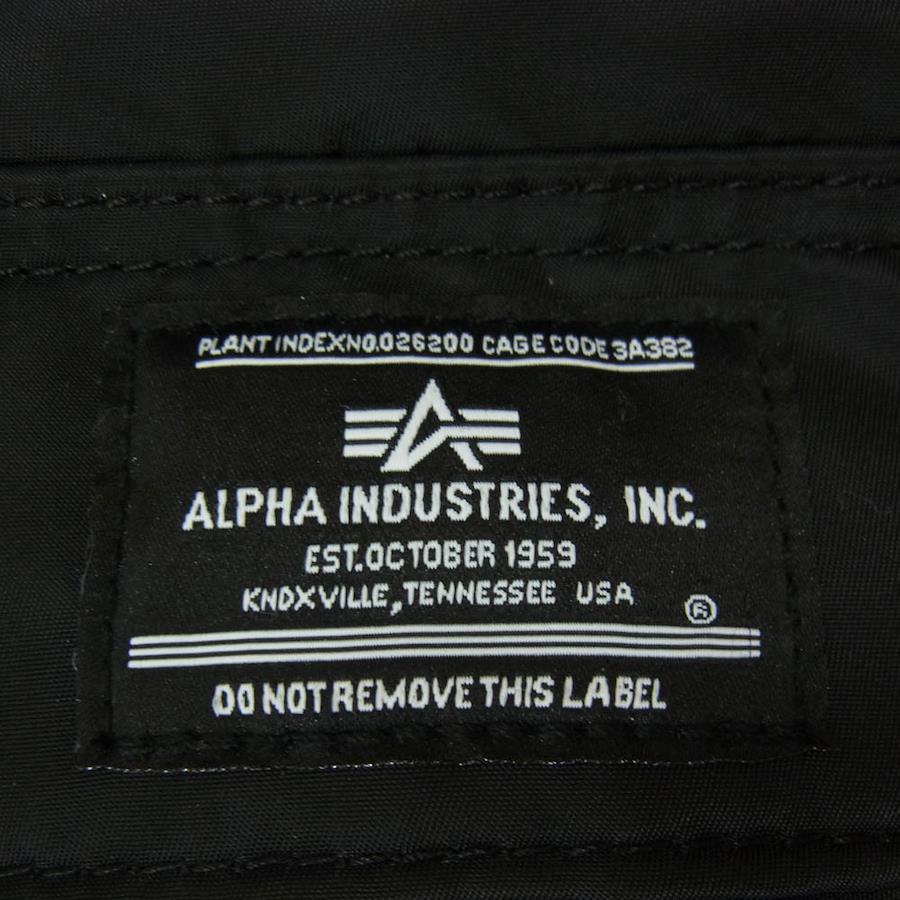 PLANT INDEXNO.026200 CAGE CODE 3A382
ALPHA INDUSTRIES, INC.
EST.OCTOBER 1959
KNOXVILLE, TENNESSEE USA
®
DO NOT REMOVE THIS LABEL